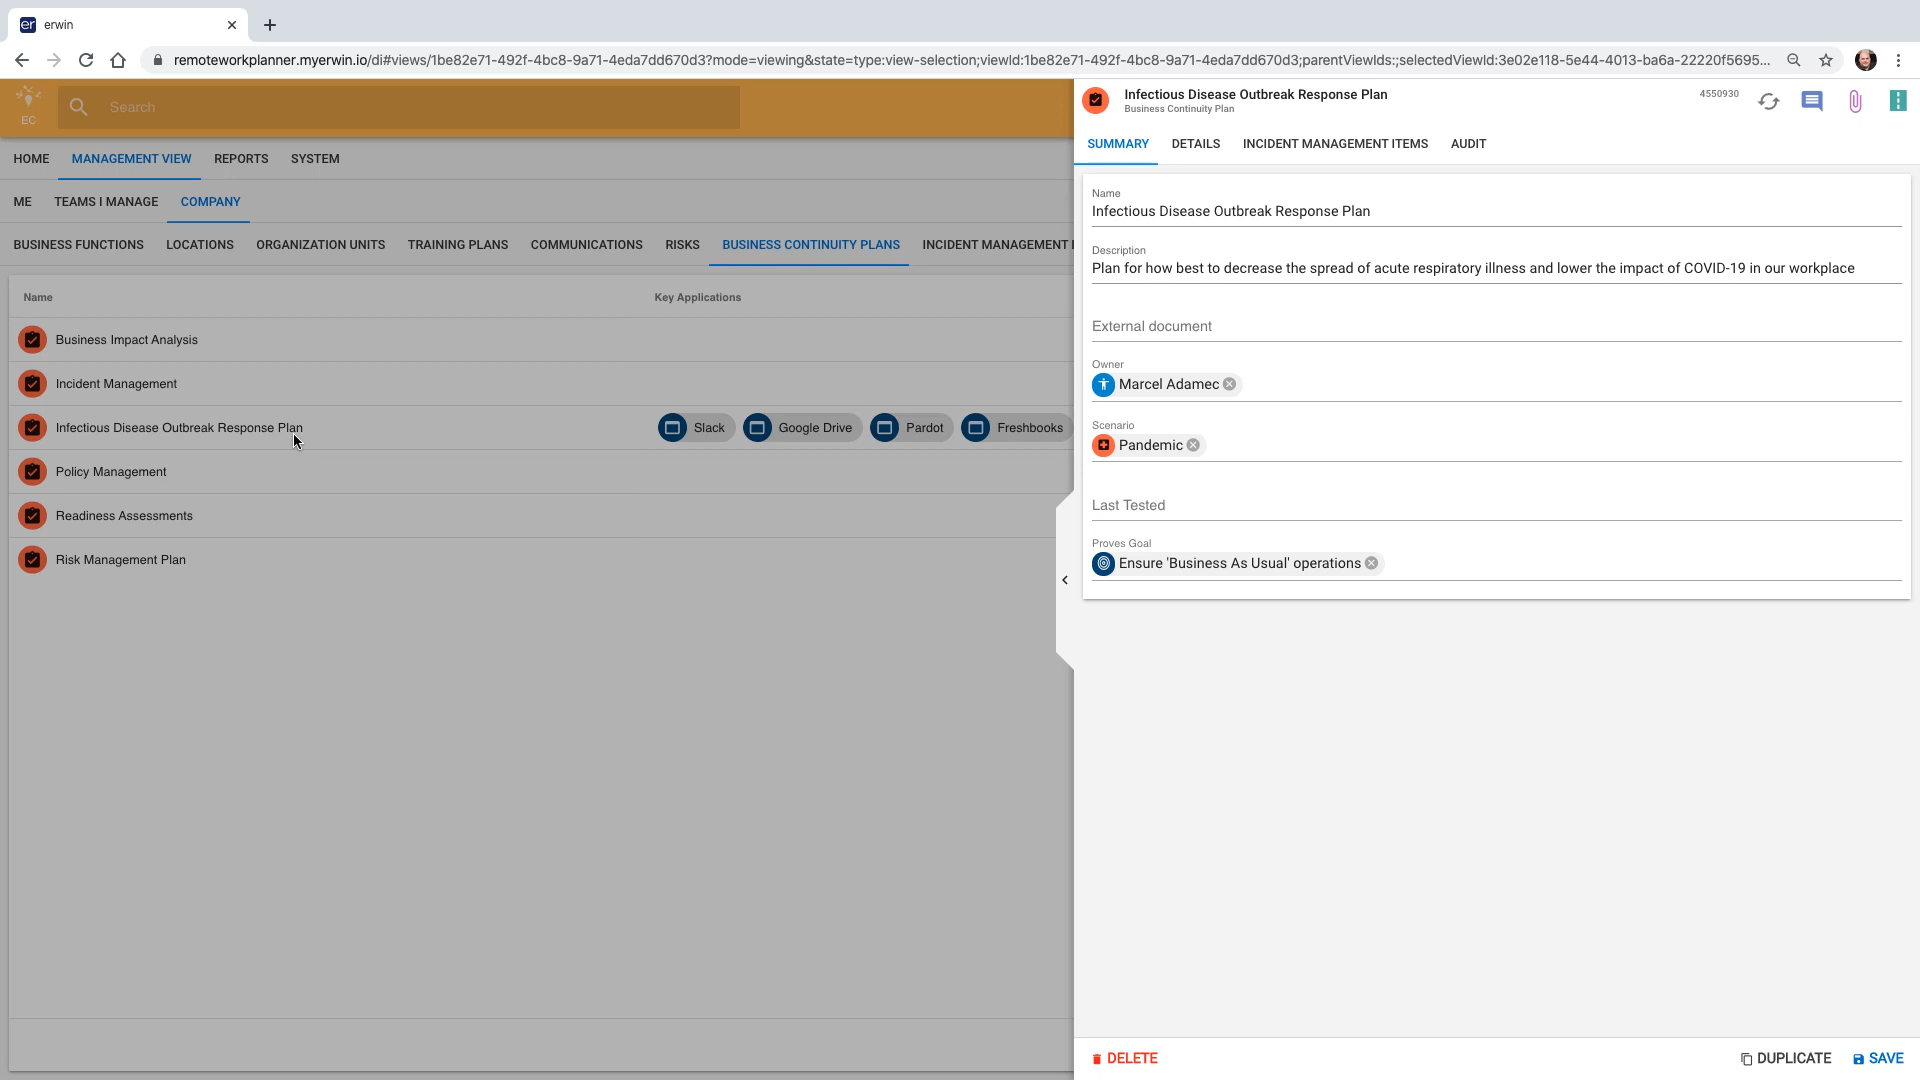 er erwin
remoteworkplanner.myerwin.io/di#views/1be82e71-492f-4bc8-9a71-4eda7dd670d3?mode=viewing&state=type:view-selection;viewId:1be82e71-492f-4bc8-9a71-4eda7dd670d3;parentViewIds:;selectedViewId:3e02e118-5e44-4013-ba6a-22220f5695...
EC
Search
HOME MANAGEMENT VIEW REPORTS SYSTEM
ME TEAMS I MANAGE COMPANY
BUSINESS FUNCTIONS LOCATIONS ORGANIZATION UNITS TRAINING PLANS COMMUNICATIONS RISKS BUSINESS CONTINUITY PLANS INCIDENT MANAGEMENT I
Name Key Applications
Business Impact Analysis
Incident Management
Infectious Disease Outbreak Response Plan Slack Google Drive Pardot Freshbooks
Policy Management
Readiness Assessments
Risk Management Plan
Infectious Disease Outbreak Response Plan
Business Continuity Plan
4550930
SUMMARY DETAILS INCIDENT MANAGEMENT ITEMS AUDIT
Name
Infectious Disease Outbreak Response Plan
Description
Plan for how best to decrease the spread of acute respiratory illness and lower the impact of COVID-19 in our workplace
External document
Owner
Marcel Adamec
Scenario
Pandemic
Last Tested
Proves Goal
Ensure 'Business As Usual' operations
DELETE DUPLICATE SAVE